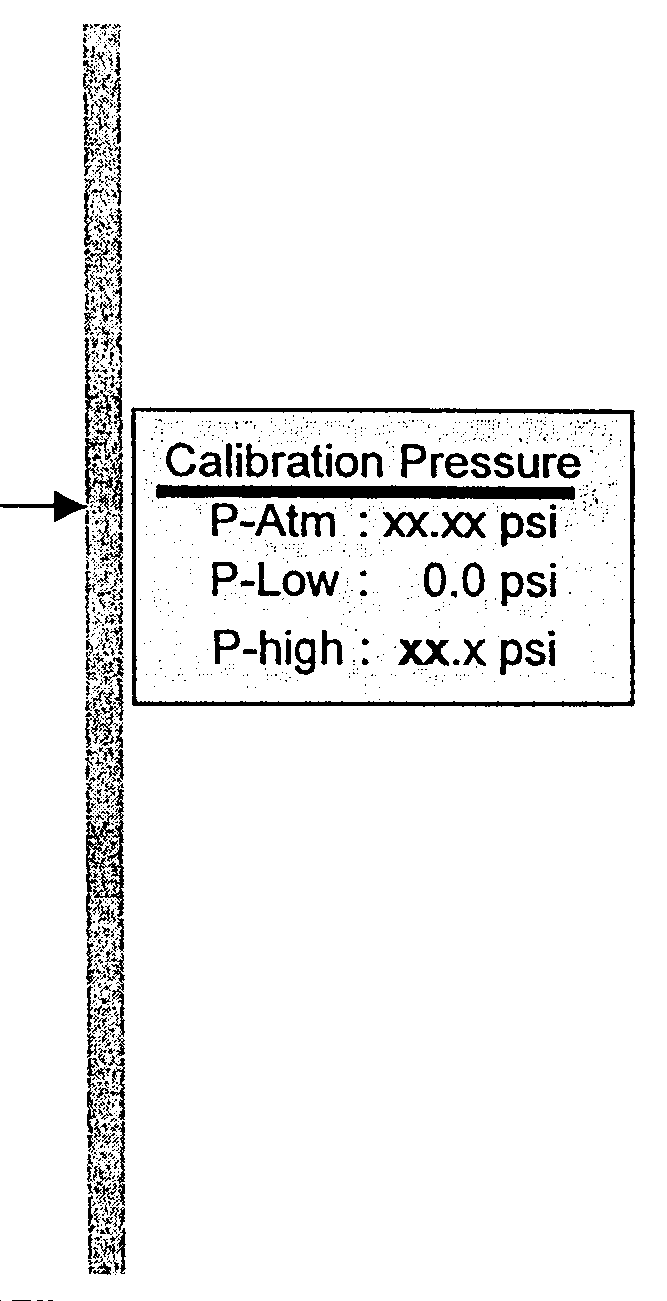 Calibration Pressure
P-Atm : xx.xx psi
P-Low : 0.0 psi
P-high : xx.x psi